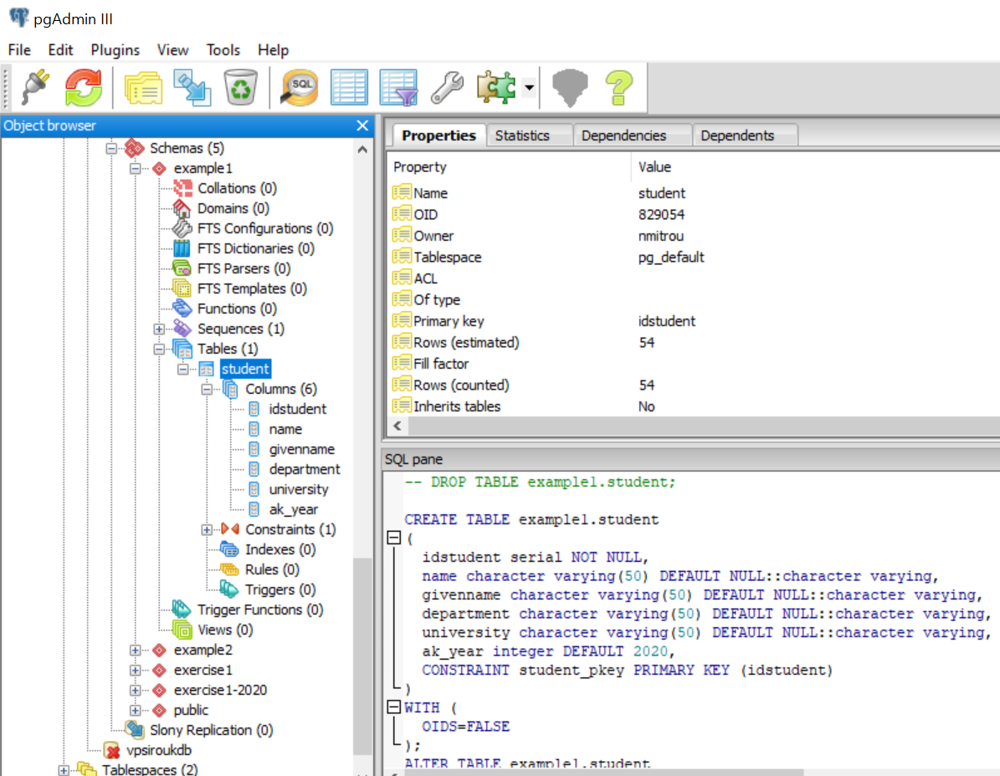 pgAdmin III
File Edit Plugins View Tools Help
SQL
Object browser
Schemas (5)
example1
Collations (0)
Domains (0)
FTS Configurations (0)
FTS Dictionaries (0)
FTS Parsers (0)
FTS Templates (0)
Functions (0)
Sequences (1)
Tables (1)
student
Columns (6)
idstudent
name
givenname
department
university
ak_year
Constraints (1)
Indexes (0)
Rules (0)
Triggers (0)
Trigger Functions (0)
Views (0)
example2
exercise1
exercise1-2020
public
Slony Replication (0)
vpsiroukdb
Tablespaces (2)
Properties Statistics Dependencies Dependents
Property Value
Name student
OID 829054
Owner nmitrou
Tablespace pg_default
ACL
Of type
Primary key idstudent
Rows (estimated) 54
Fill factor
Rows (counted) 54
Inherits tables No
SQL pane
-- DROP TABLE example1.student;
CREATE TABLE example1.student
(
idstudent serial NOT NULL,
name character varying(50) DEFAULT NULL::character varying,
givenname character varying(50) DEFAULT NULL::character varying,
department character varying(50) DEFAULT NULL::character varying,
university character varying(50) DEFAULT NULL::character varying,
ak_year integer DEFAULT 2020,
CONSTRAINT student_pkey PRIMARY KEY (idstudent)
)
WITH (
OIDS=FALSE
);
ALTER TABLE example1.student